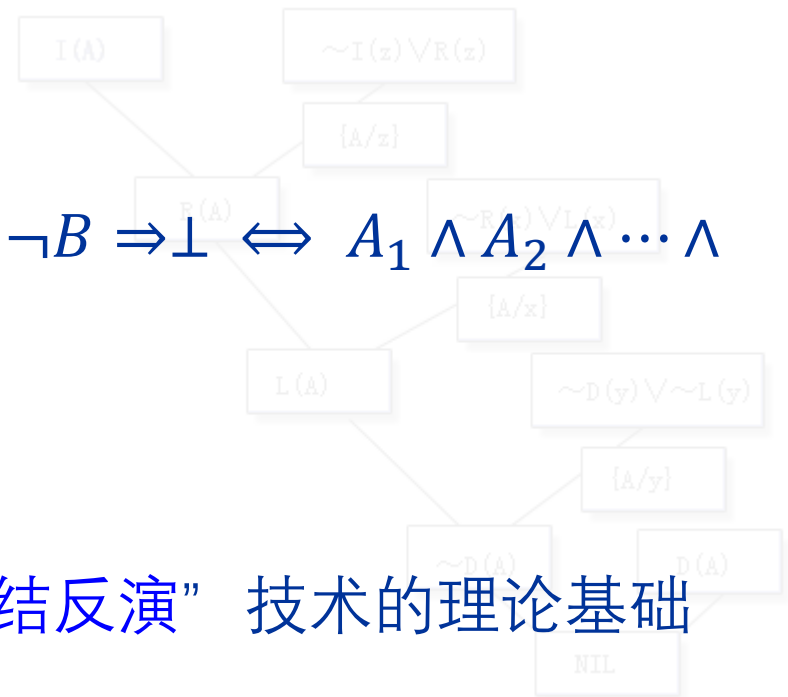 I(A) ～I(z)∨R(z)
{A/z}
R(A) ～R(x)∨L(x)
¬B ⇒⊥ ⟺ A₁ ∧ A₂ ∧ ⋯ ∧
{A/x}
L(A) ～D(y)∨～L(y)
{A/y}
～D(A) D(A)
结反演” 技术的理论基础
NIL